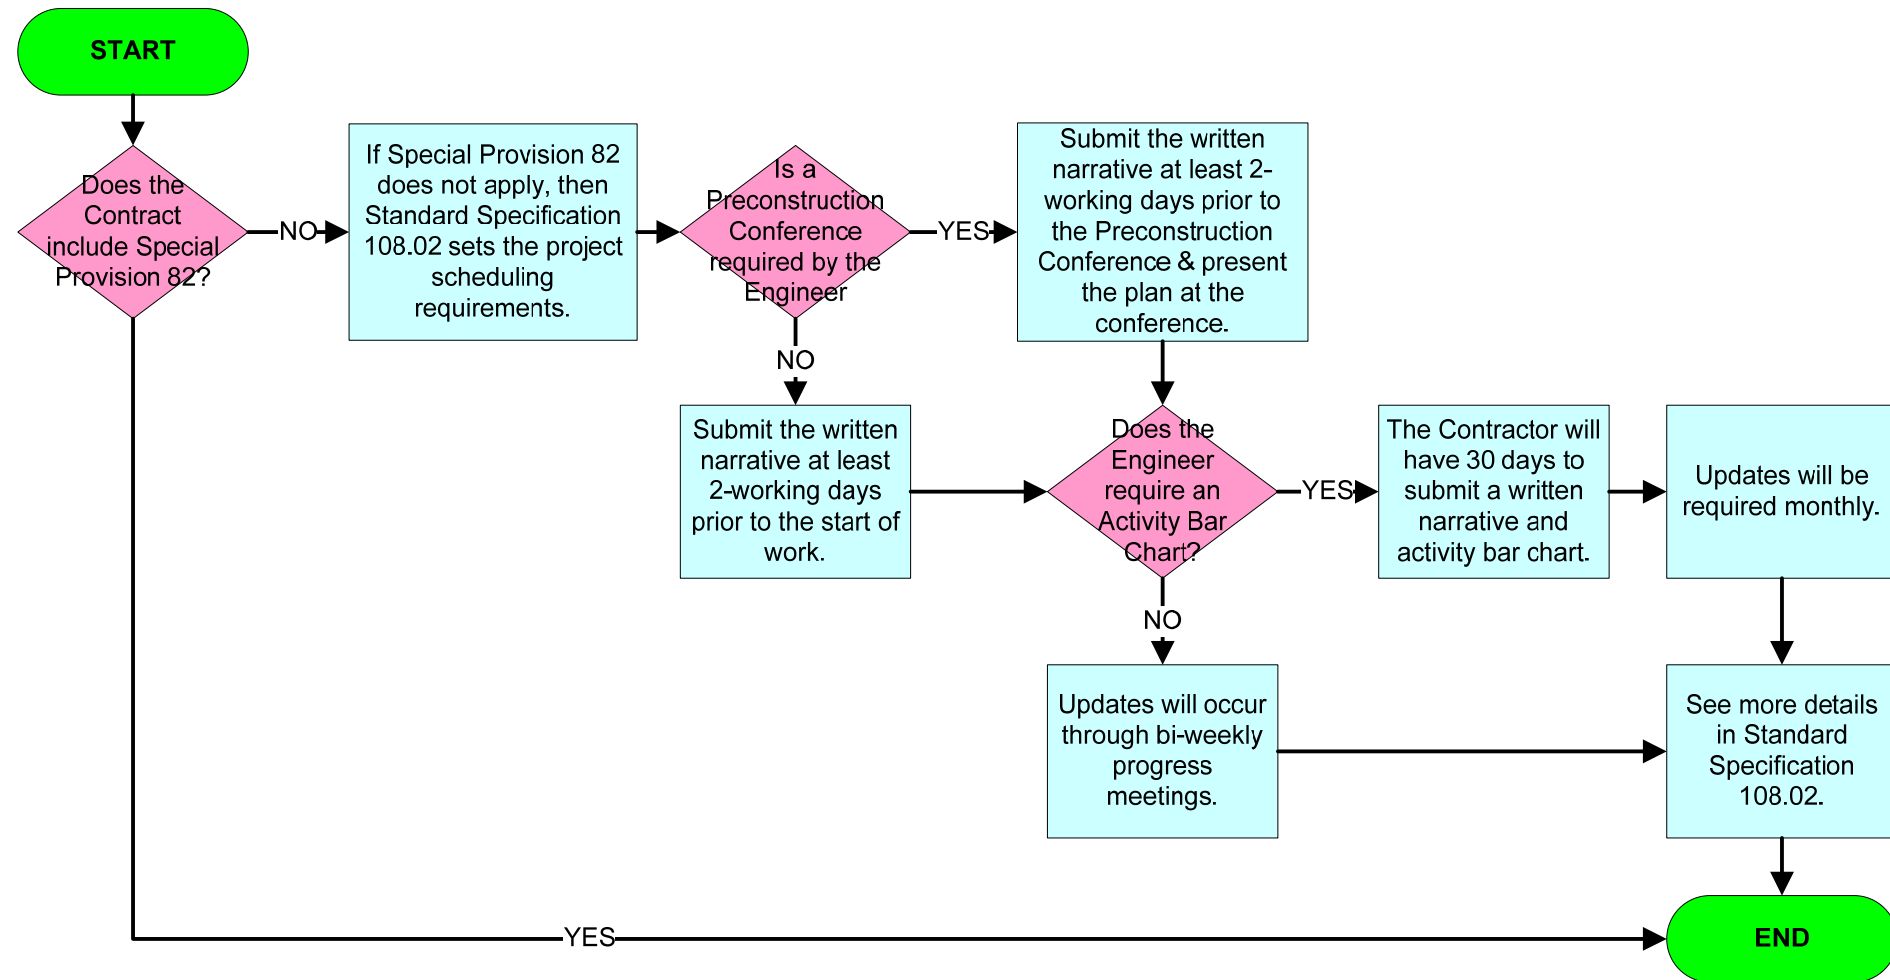 START
Does the
Contract
include Special
Provision 82?
NO
If Special Provision 82
does not apply, then
Standard Specification
108.02 sets the project
scheduling
requirements.
Is a
Preconstruction
Conference
required by the
Engineer
YES
Submit the written
narrative at least 2-
working days prior to
the Preconstruction
Conference & present
the plan at the
conference.
NO
Submit the written
narrative at least
2-working days
prior to the start of
work.
Does the
Engineer
require an
Activity Bar
Chart?
YES
The Contractor will
have 30 days to
submit a written
narrative and
activity bar chart.
Updates will be
required monthly.
NO
Updates will occur
through bi-weekly
progress
meetings.
See more details
in Standard
Specification
108.02.
YES
END